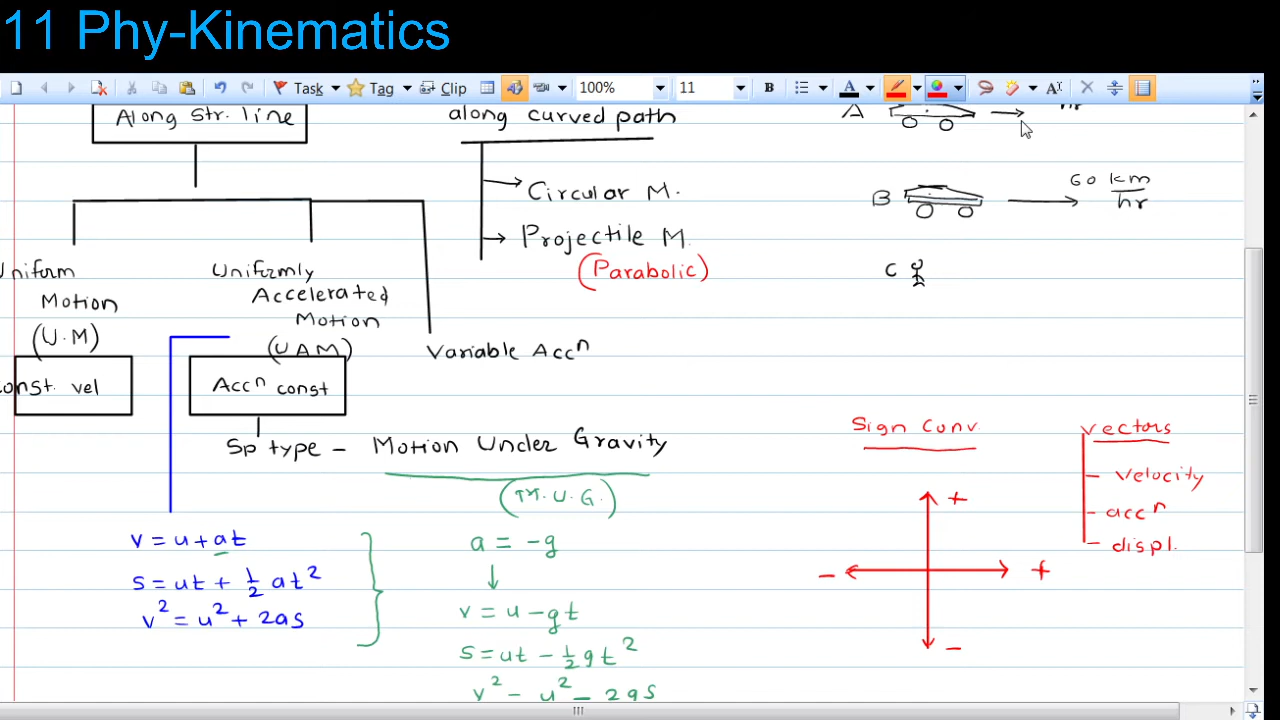 11 Phy-Kinematics
Task
Tag
Clip
100%
11
B
A
Along Str. line
along curved path
A
hr
Circular M.
Projectile M.
(Parabolic)
B
60 km
hr
C
Uniform
Motion
(U.M)
const. vel
Uniformly
Accelerated
Motion
(UAM)
Accⁿ const
Variable Accⁿ
Sp type - Motion Under Gravity
(M.U.G.)
v = u + at
s = ut + 1/2 at²
v² = u² + 2as
a = -g
v = u - gt
s = ut - 1/2 gt²
v² - u² - 2gs
Sign Conv.
+
- +
-
Vectors
- velocity
- accⁿ
- displ.